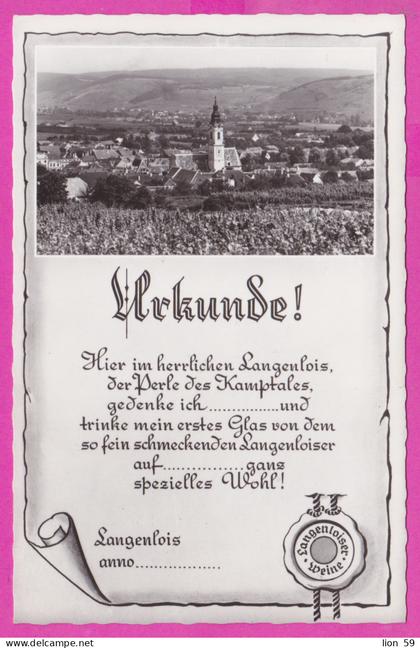 Urkunde!
Hier im herrlichen Langenlois,
der Perle des Kamptales,
gedenke ich ................ und
trinke mein erstes Glas von dem
so fein schmeckenden Langenloiser
auf ................ ganz
spezielles Wohl!
Langenlois
anno ....................
Langenloiser
Weine
lion 59